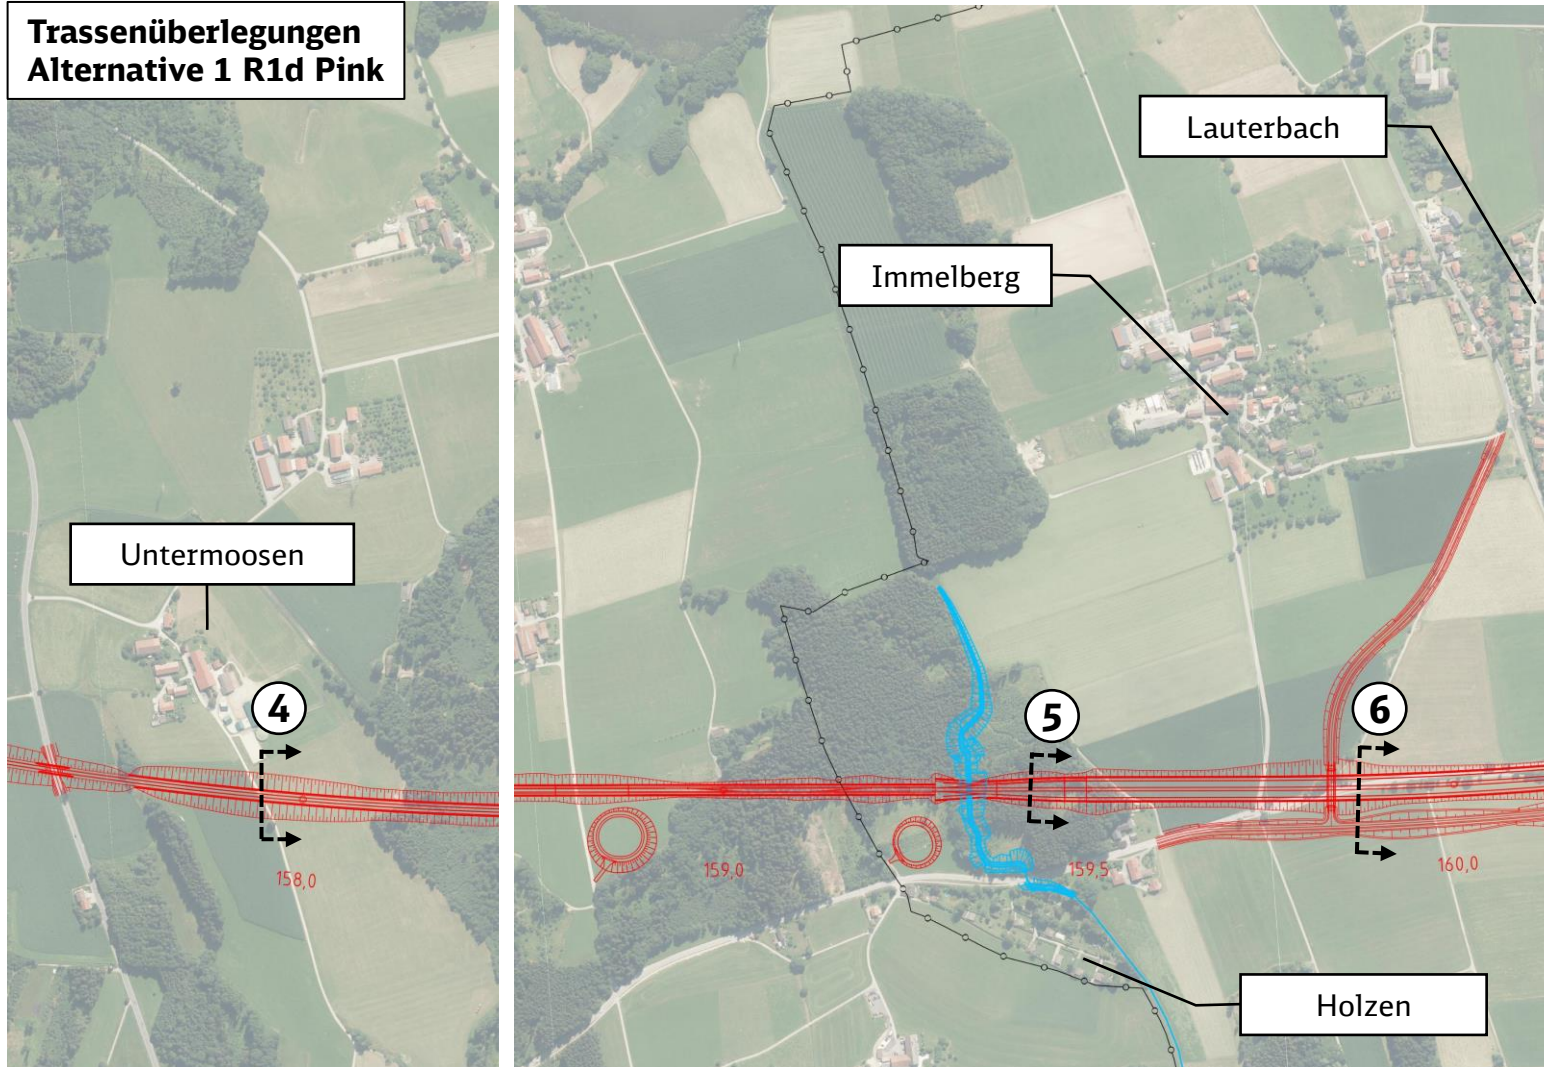 Trassenüberlegungen
Alternative 1 R1d Pink
Lauterbach
Immelberg
Untermoosen
4
5
6
158,0
159,0
159,5
160,0
Holzen